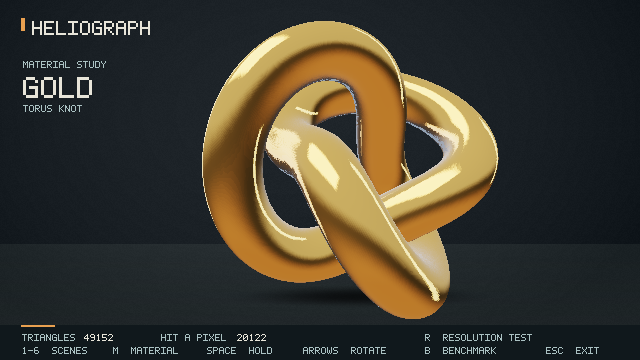 HELIOGRAPH
MATERIAL STUDY
GOLD
TORUS KNOT
TRIANGLES 49152 HIT A PIXEL 20122 R RESOLUTION TEST
1-6 SCENES M MATERIAL SPACE HOLD ARROWS ROTATE B BENCHMARK ESC EXIT